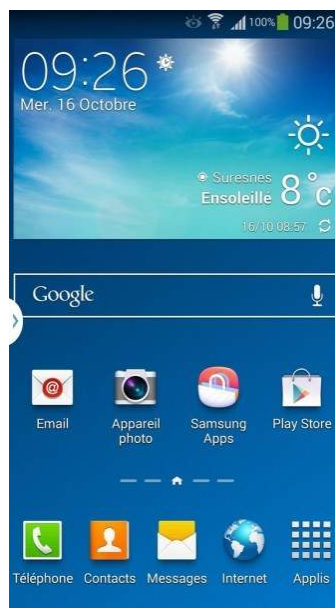 100% 09:26
09:26
Mer. 16 Octobre
Suresnes
Ensoleillé 8°C
16/10 08:57
Google
Email Appareil photo Samsung Apps Play Store
Téléphone Contacts Messages Internet Applis